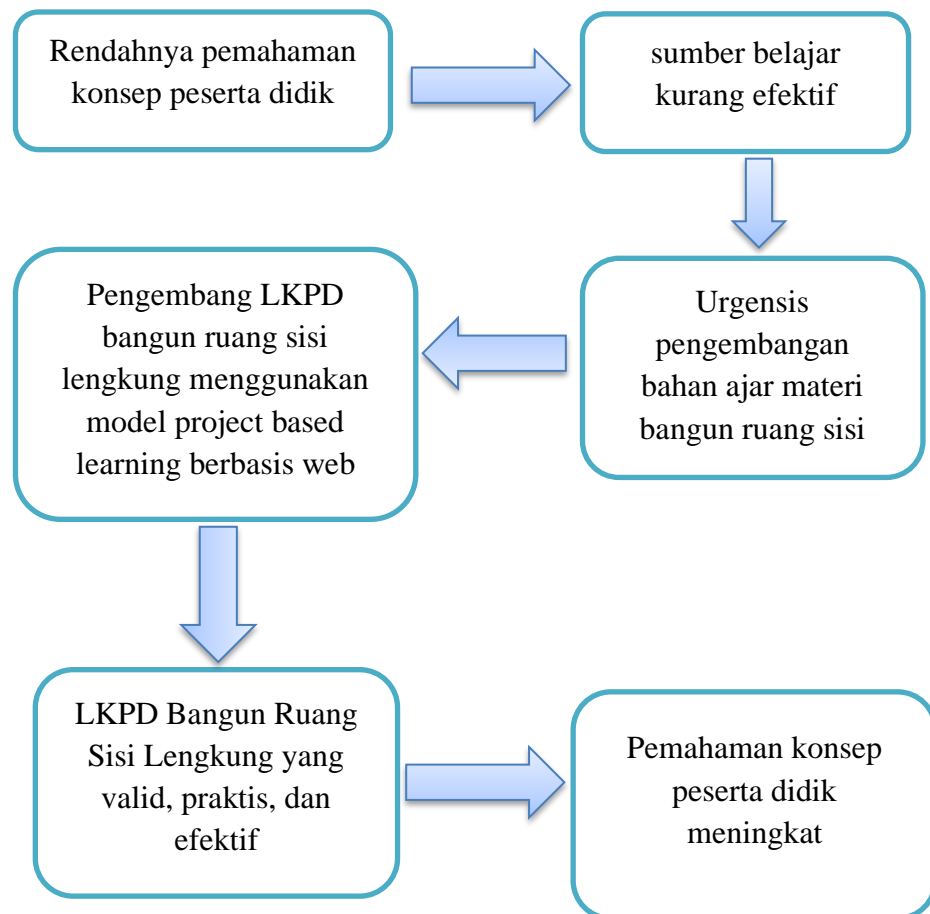 Rendahnya pemahaman
konsep peserta didik
sumber belajar
kurang efektif
Urgensis
pengembangan
bahan ajar materi
bangun ruang sisi
Pengembang LKPD
bangun ruang sisi
lengkung menggunakan
model project based
learning berbasis web
LKPD Bangun Ruang
Sisi Lengkung yang
valid, praktis, dan
efektif
Pemahaman konsep
peserta didik
meningkat